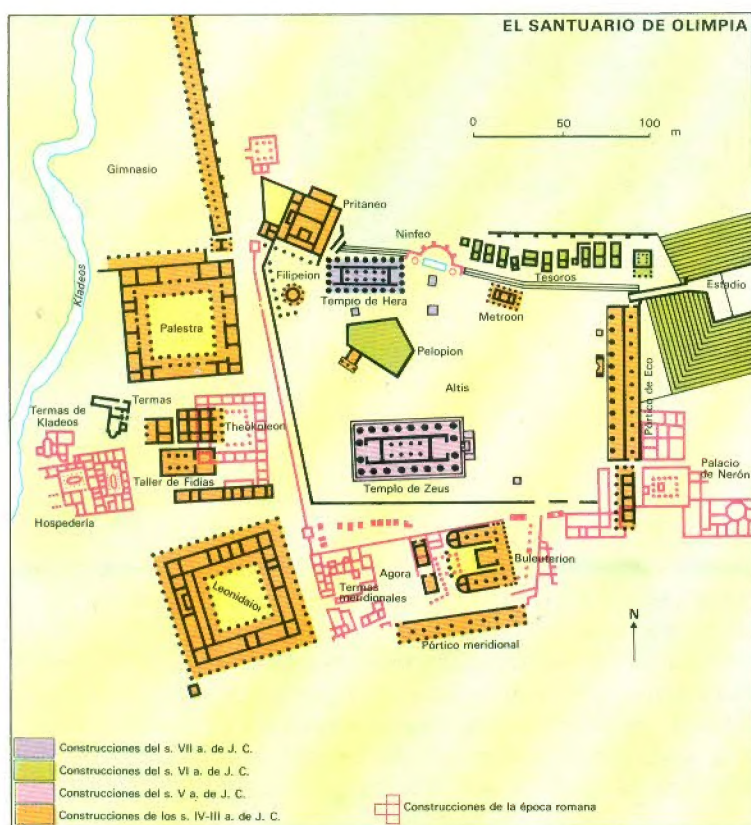 EL SANTUARIO DE OLIMPIA
0 50 100
m
Gimnasio
Pritaneo
Ninfeo
Kladeos
Filipeion
Templo de Hera
Tesoros
Metroon
Estadio
Palestra
Pelopion
Altis
Pórtico de Eco
Termas
Termas de
Kladeos
Theokoleon
Taller de Fidias
Templo de Zeus
Palacio
de Nerón
Hospedería
Leonidaion
Agora
Buleuterion
Termas
meridionales
Pórtico meridional
N
Construcciones del s. VII a. de J. C.
Construcciones del s. VI a. de J. C.
Construcciones del s. V a. de J. C.
Construcciones de los s. IV-III a. de J. C.
Construcciones de la época romana